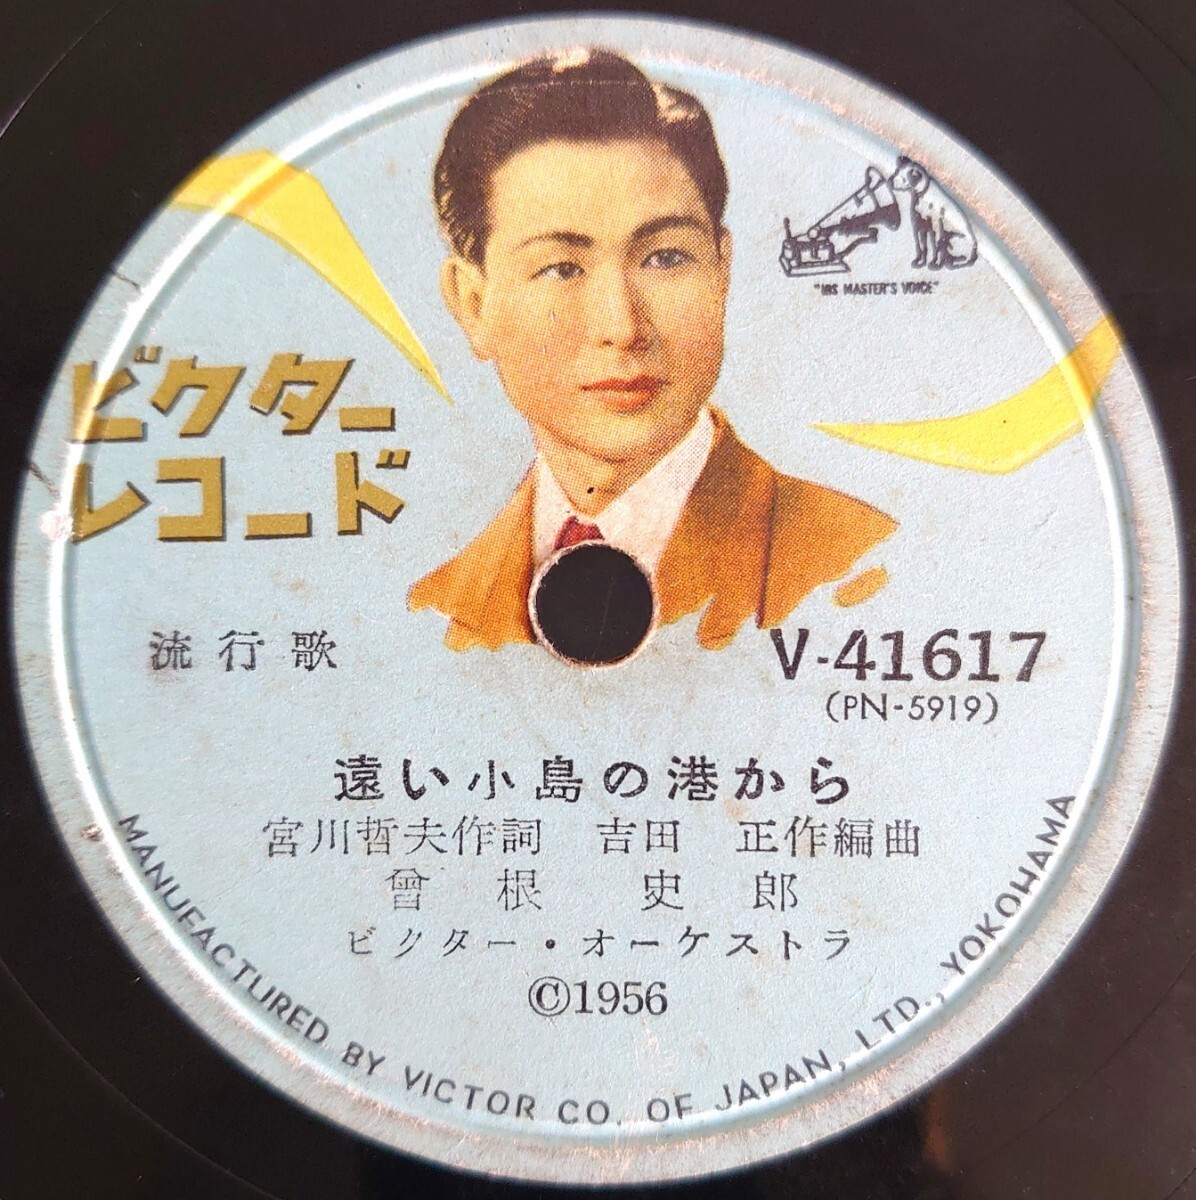 "HIS MASTER'S VOICE"
ビクター
レコード
流行歌
V-41617
(PN-5919)
遠い小島の港から
宮川哲夫作詞 吉田 正作編曲
曾根 史郎
ビクター・オーケストラ
©1956
MANUFACTURED BY VICTOR CO. OF JAPAN, LTD., YOKOHAMA